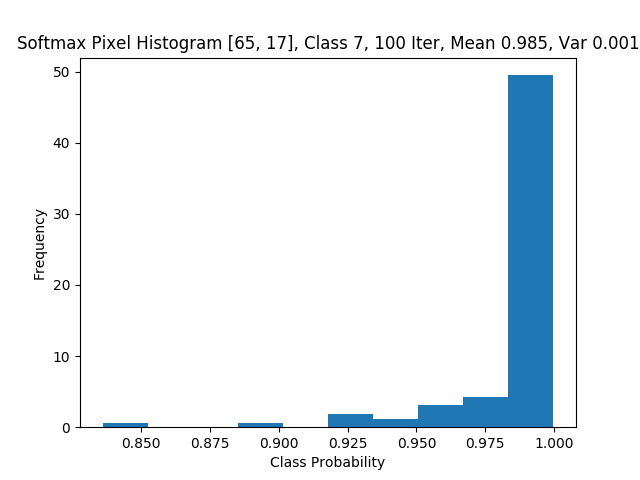 Softmax Pixel Histogram [65, 17], Class 7, 100 Iter, Mean 0.985, Var 0.001
50
40
30
20
10
0
Frequency
0.850 0.875 0.900 0.925 0.950 0.975 1.000
Class Probability